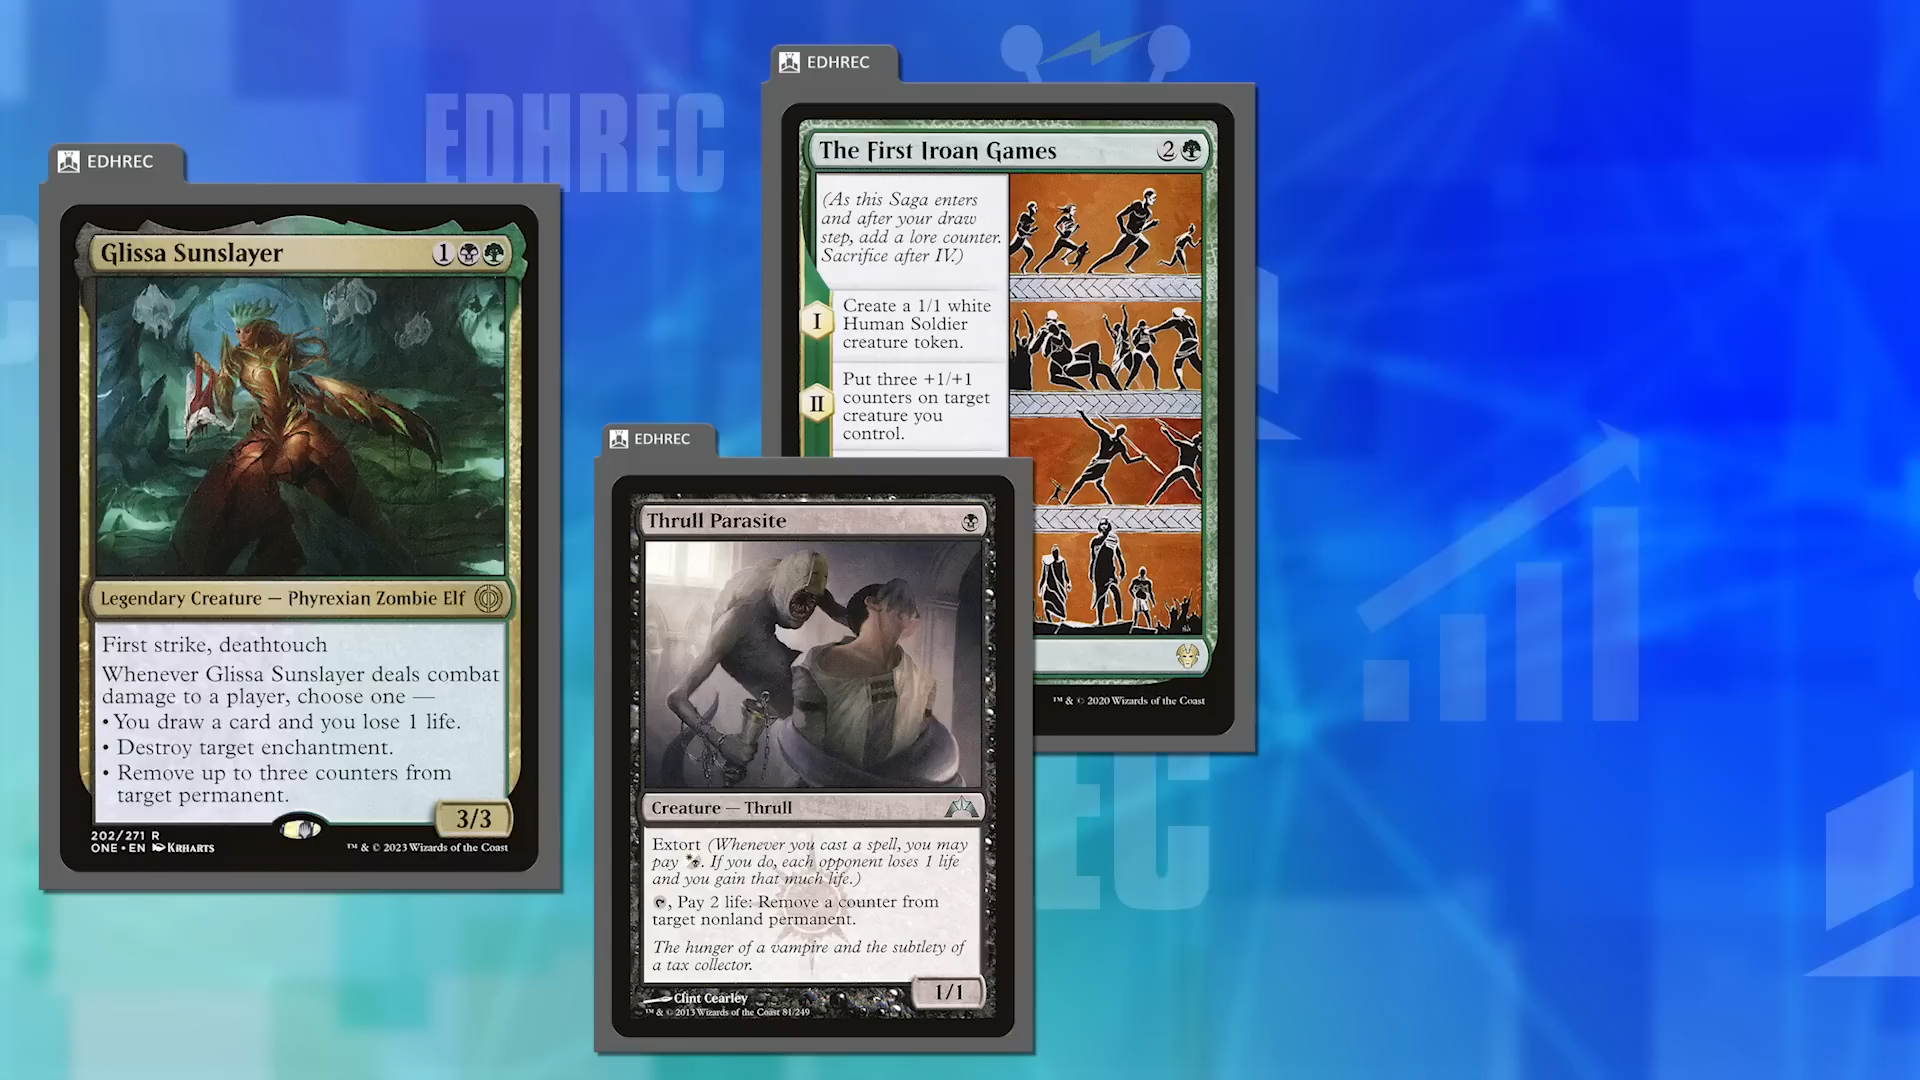 EDHREC
EDHREC
Glissa Sunslayer 1
Legendary Creature — Phyrexian Zombie Elf
First strike, deathtouch
Whenever Glissa Sunslayer deals combat
damage to a player, choose one —
• You draw a card and you lose 1 life.
• Destroy target enchantment.
• Remove up to three counters from
target permanent.
3/3
202/271 R
ONE • EN KRHARTS
™ & © 2023 Wizards of the Coast
EDHREC
The First Iroan Games 2
(As this Saga enters
and after your draw
step, add a lore counter.
Sacrifice after IV.)
I
Create a 1/1 white
Human Soldier
creature token.
II
Put three +1/+1
counters on target
creature you
control.
™ & © 2020 Wizards of the Coast
EDHREC
Thrull Parasite
Creature — Thrull
Extort (Whenever you cast a spell, you may
pay . If you do, each opponent loses 1 life
and you gain that much life.)
, Pay 2 life: Remove a counter from
target nonland permanent.
The hunger of a vampire and the subtlety of
a tax collector.
1/1
Clint Cearley
™ & © 2013 Wizards of the Coast 81/249
EC